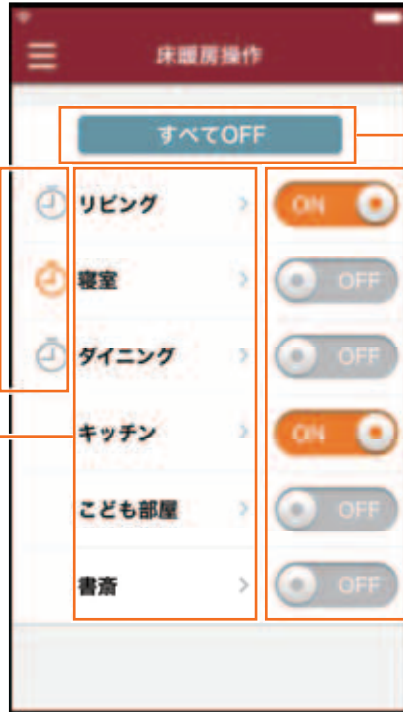 床暖房操作
すべてOFF
リビング ON
寝室 OFF
ダイニング OFF
キッチン ON
こども部屋 OFF
書斎 OFF